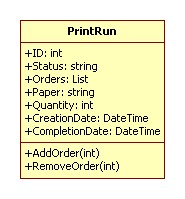 PrintRun
+ID: int
+Status: string
+Orders: List
+Paper: string
+Quantity: int
+CreationDate: DateTime
+CompletionDate: DateTime
+AddOrder(int)
+RemoveOrder(int)